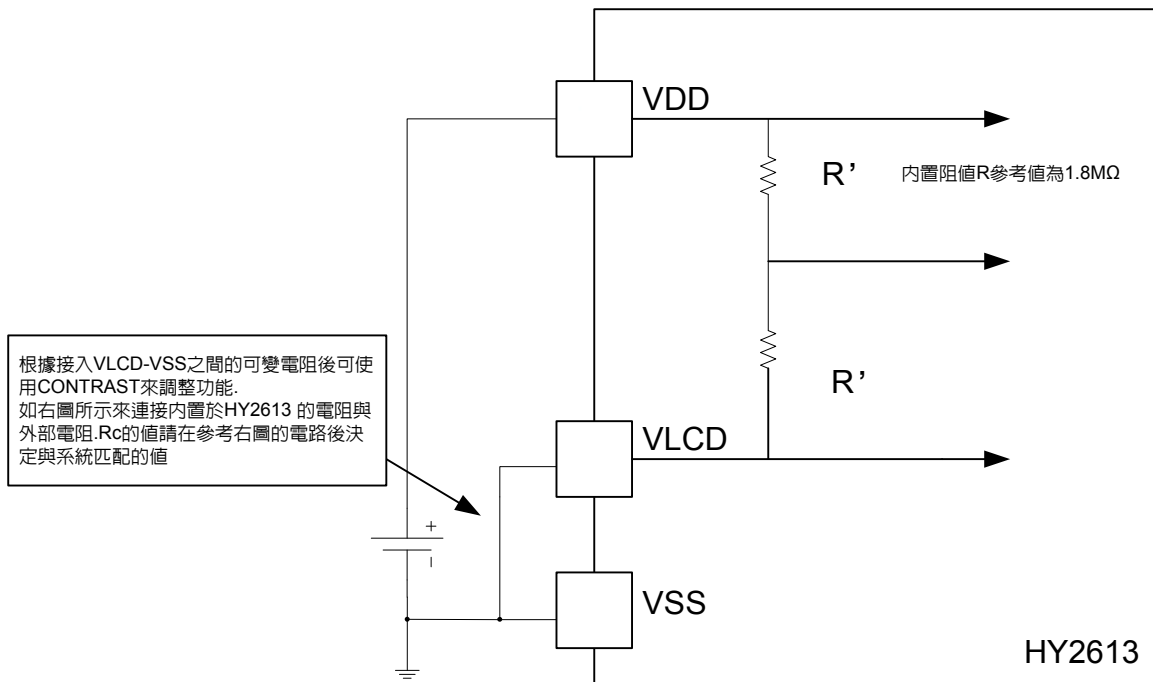 VDD
R’
内置阻值R參考值為1.8MΩ
根據接入VLCD-VSS之間的可變電阻後可使
用CONTRAST來調整功能.
如右圖所示來連接内置於HY2613 的電阻與
外部電阻.Rc的值請在參考右圖的電路後決
定與系統匹配的值
R’
VLCD
+
−
VSS
HY2613